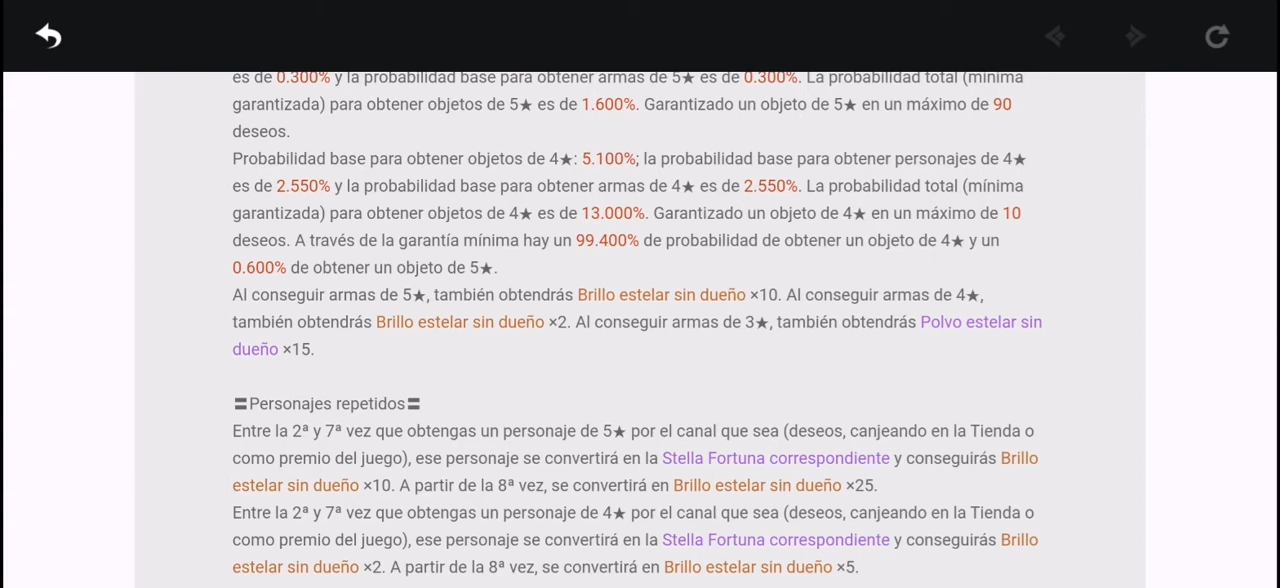 es de 0.300% y la probabilidad base para obtener armas de 5★ es de 0.300%. La probabilidad total (mínima
garantizada) para obtener objetos de 5★ es de 1.600%. Garantizado un objeto de 5★ en un máximo de 90
deseos.
Probabilidad base para obtener objetos de 4★: 5.100%; la probabilidad base para obtener personajes de 4★
es de 2.550% y la probabilidad base para obtener armas de 4★ es de 2.550%. La probabilidad total (mínima
garantizada) para obtener objetos de 4★ es de 13.000%. Garantizado un objeto de 4★ en un máximo de 10
deseos. A través de la garantía mínima hay un 99.400% de probabilidad de obtener un objeto de 4★ y un
0.600% de obtener un objeto de 5★.
Al conseguir armas de 5★, también obtendrás Brillo estelar sin dueño ×10. Al conseguir armas de 4★,
también obtendrás Brillo estelar sin dueño ×2. Al conseguir armas de 3★, también obtendrás Polvo estelar sin
dueño ×15.
〓Personajes repetidos〓
Entre la 2ª y 7ª vez que obtengas un personaje de 5★ por el canal que sea (deseos, canjeando en la Tienda o
como premio del juego), ese personaje se convertirá en la Stella Fortuna correspondiente y conseguirás Brillo
estelar sin dueño ×10. A partir de la 8ª vez, se convertirá en Brillo estelar sin dueño ×25.
Entre la 2ª y 7ª vez que obtengas un personaje de 4★ por el canal que sea (deseos, canjeando en la Tienda o
como premio del juego), ese personaje se convertirá en la Stella Fortuna correspondiente y conseguirás Brillo
estelar sin dueño ×2. A partir de la 8ª vez, se convertirá en Brillo estelar sin dueño ×5.